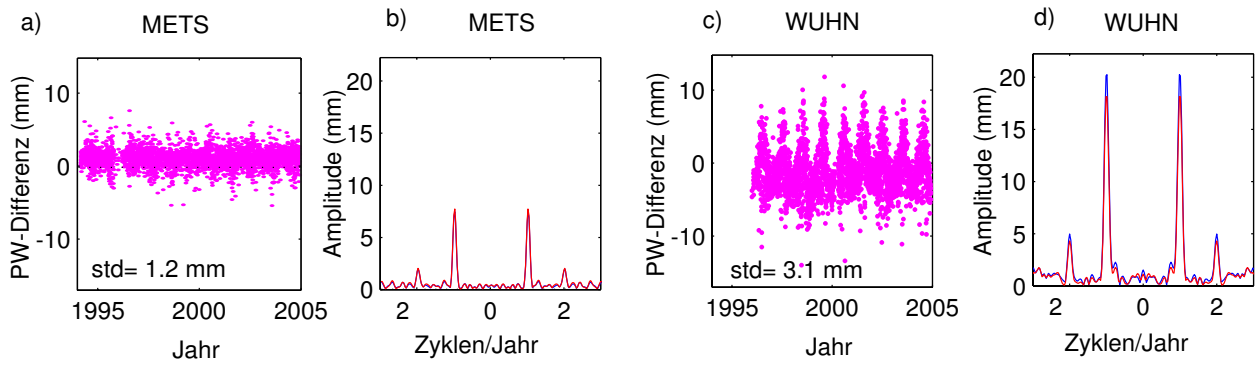 a)
METS
PW-Differenz (mm)
10
0
-10
std= 1.2 mm
1995
2000
2005
Jahr
b)
METS
Amplitude (mm)
20
15
10
5
0
2
0
2
Zyklen/Jahr
c)
WUHN
PW-Differenz (mm)
10
0
-10
std= 3.1 mm
1995
2000
2005
Jahr
d)
WUHN
Amplitude (mm)
20
15
10
5
0
2
0
2
Zyklen/Jahr